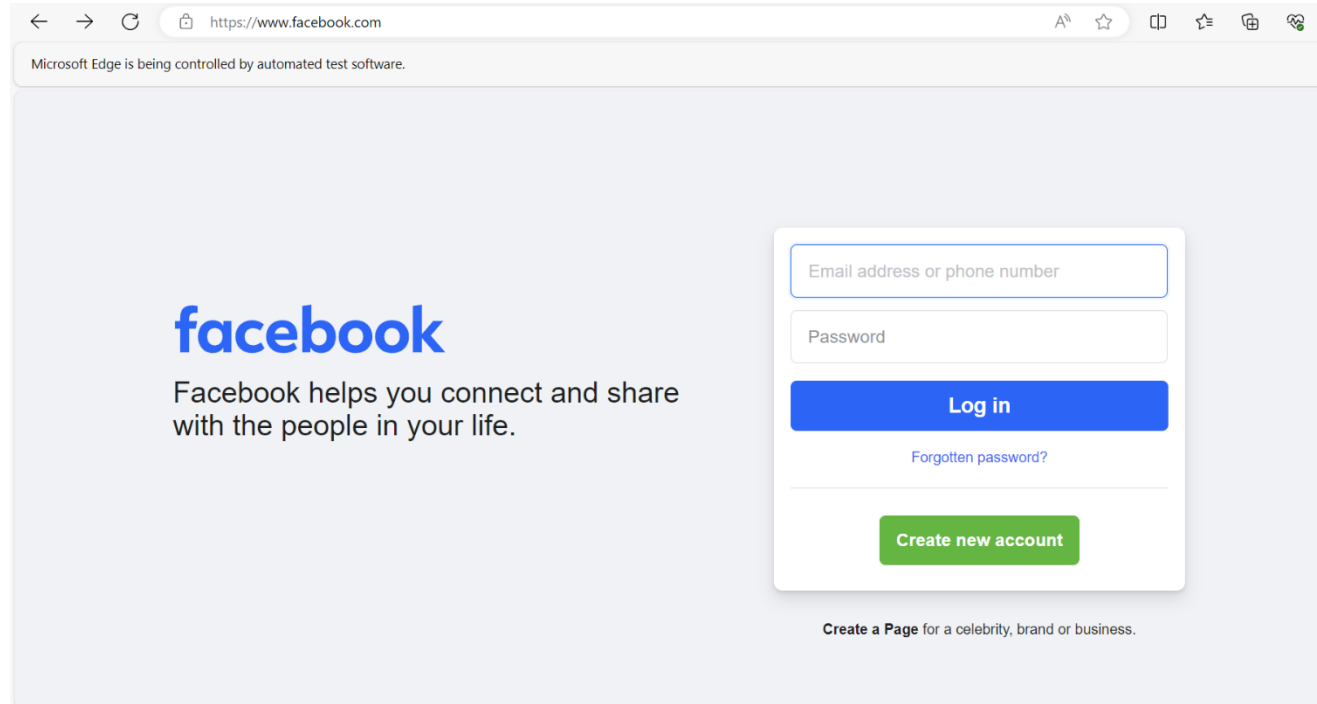 https://www.facebook.com
Microsoft Edge is being controlled by automated test software.
facebook
Facebook helps you connect and share
with the people in your life.
Email address or phone number
Password
Log in
Forgotten password?
Create new account
Create a Page for a celebrity, brand or business.